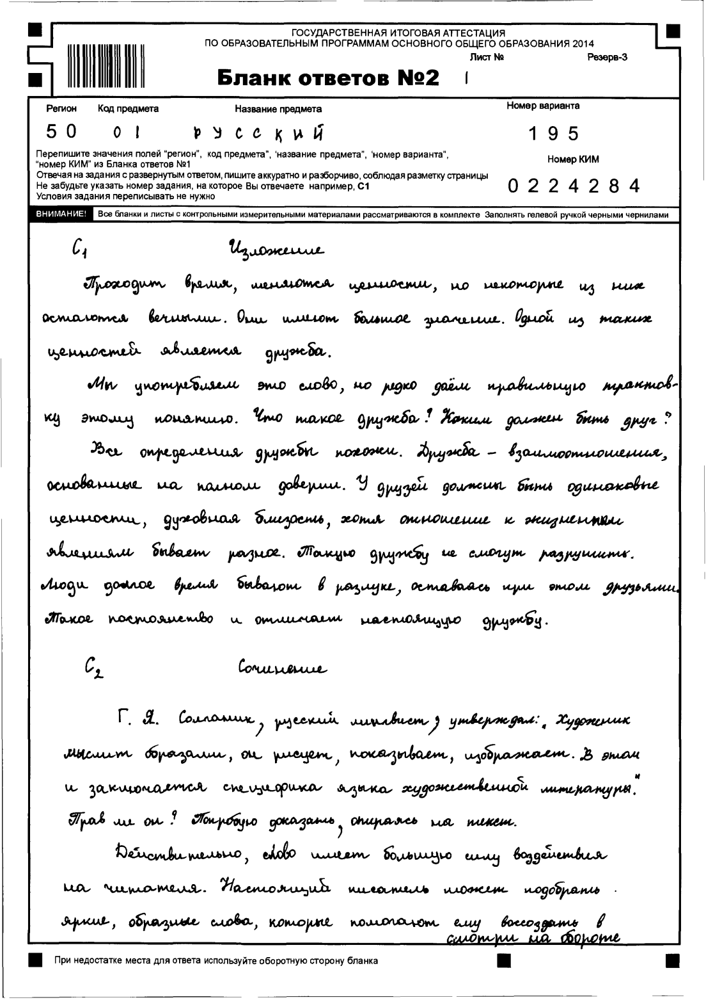 ГОСУДАРСТВЕННАЯ ИТОГОВАЯ АТТЕСТАЦИЯ
ПО ОБРАЗОВАТЕЛЬНЫМ ПРОГРАММАМ ОСНОВНОГО ОБЩЕГО ОБРАЗОВАНИЯ 2014
Лист № Резерв-3
Бланк ответов №2 1
Регион Код предмета Название предмета Номер варианта
50 01 РУССКИЙ 195
Перепишите значения полей "регион", код предмета", 'название предмета", 'номер варианта",
"номер КИМ" из Бланка ответов №1
Номер КИМ
Отвечая на задания с развернутым ответом, пишите аккуратно и разборчиво, соблюдая разметку страницы
Не забудьте указать номер задания, на которое Вы отвечаете например, С1
Условия задания переписывать не нужно
0224284
ВНИМАНИЕ! Все бланки и листы с контрольными измерительными материалами рассматриваются в комплекте Заполнять гелевой ручкой черными чернилами
С1 Изложение
Проходит время, меняются ценности, но некоторые из них
остаются вечными. Они имеют большое значение. Одной из таких
ценностей является дружба.
Мы употребляем это слово, но редко даём правильную трактов-
ку этому понятию. Что такое дружба? Каким должен быть друг?
Все определения дружбы похожи. Дружба – взаимоотношения,
основанные на полном доверии. У друзей должны быть одинаковые
ценности, духовная близость, хотя отношение к жизненным
явлениям бывает разное. Такую дружбу не смогут разрушить.
Люди долгое время бывают в разлуке, оставаясь при этом друзьями.
Такое постоянство и отличает настоящую дружбу.
С2 Сочинение
Г. Я. Солганик, русский лингвист, утверждал: „Художник
мыслит образами, он рисует, показывает, изображает. В этом
и заключается специфика языка художественной литературы."
Прав ли он? Попробую доказать, опираясь на текст.
Действительно, слово имеет большую силу воздействия
на читателя. Настоящий писатель может подобрать
яркие, образные слова, которые помогают ему воссоздать в
смотри на обороте
При недостатке места для ответа используйте оборотную сторону бланка